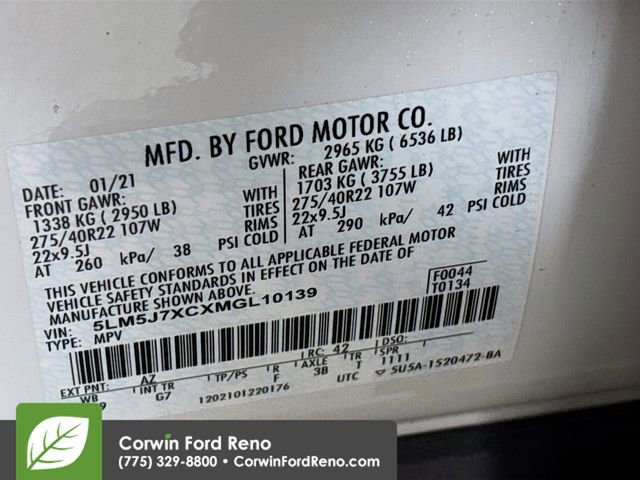 MFD. BY FORD MOTOR CO.
DATE: 01/21 GVWR: 2965 KG ( 6536 LB)
FRONT GAWR: REAR GAWR:
1338 KG ( 2950 LB) WITH 1703 KG ( 3755 LB) WITH
275/40R22 107W TIRES 275/40R22 107W TIRES
22x9.5J RIMS 22x9.5J RIMS
AT 260 kPa/ 38 PSI COLD AT 290 kPa/ 42 PSI COLD
THIS VEHICLE CONFORMS TO ALL APPLICABLE FEDERAL MOTOR
VEHICLE SAFETY STANDARDS IN EFFECT ON THE DATE OF
MANUFACTURE SHOWN ABOVE.
VIN: 5LM5J7XCXMGL10139 F0044
TYPE: MPV T0134
EXT PNT: AZ RC: 42 DSO:
WB INT TR TP/PS R AXLE TR SPR
9 G7 F 3B T 1111
1202101220176 UTC 5U5A-1520472-BA
Corwin Ford Reno
(775) 329-8800 • CorwinFordReno.com